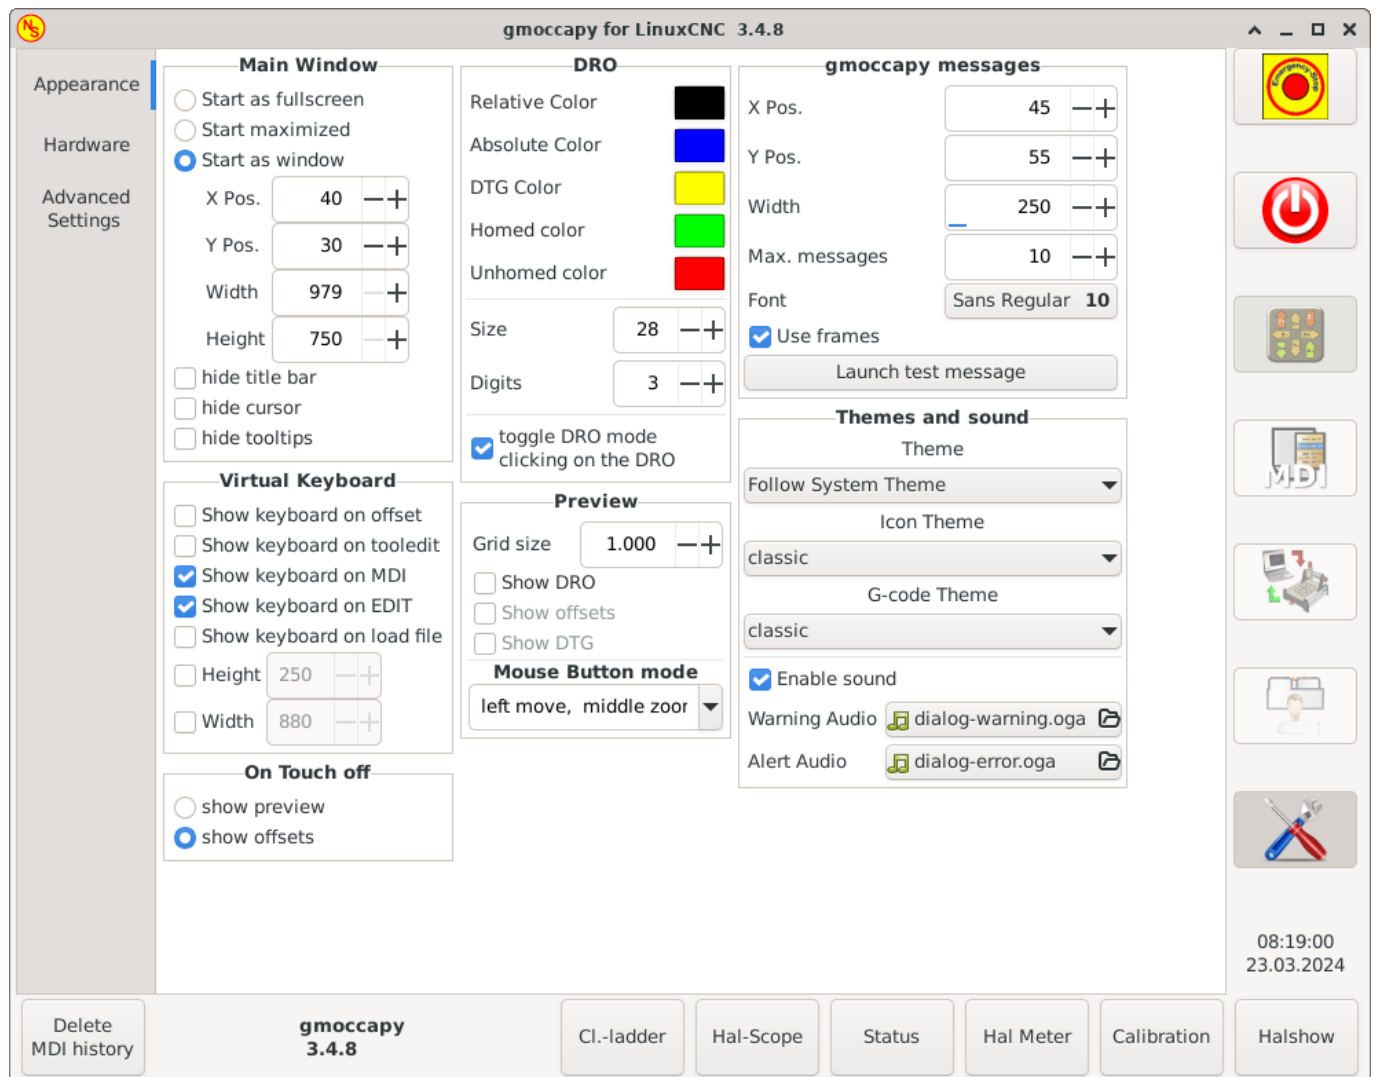 gmoccapy for LinuxCNC 3.4.8
Appearance
Hardware
Advanced
Settings
Main Window
Start as fullscreen
Start maximized
Start as window
X Pos. 40
Y Pos. 30
Width 979
Height 750
hide title bar
hide cursor
hide tooltips
Virtual Keyboard
Show keyboard on offset
Show keyboard on tooledit
Show keyboard on MDI
Show keyboard on EDIT
Show keyboard on load file
Height 250
Width 880
On Touch off
show preview
show offsets
DRO
Relative Color
Absolute Color
DTG Color
Homed color
Unhomed color
Size 28
Digits 3
toggle DRO mode
clicking on the DRO
Preview
Grid size 1.000
Show DRO
Show offsets
Show DTG
Mouse Button mode
left move, middle zoor
gmoccapy messages
X Pos. 45
Y Pos. 55
Width 250
Max. messages 10
Font Sans Regular 10
Use frames
Launch test message
Themes and sound
Theme
Follow System Theme
Icon Theme
classic
G-code Theme
classic
Enable sound
Warning Audio dialog-warning.oga
Alert Audio dialog-error.oga
Emergency-Stop
MDI
08:19:00
23.03.2024
Delete
MDI history
gmoccapy
3.4.8
Cl.-ladder
Hal-Scope
Status
Hal Meter
Calibration
Halshow